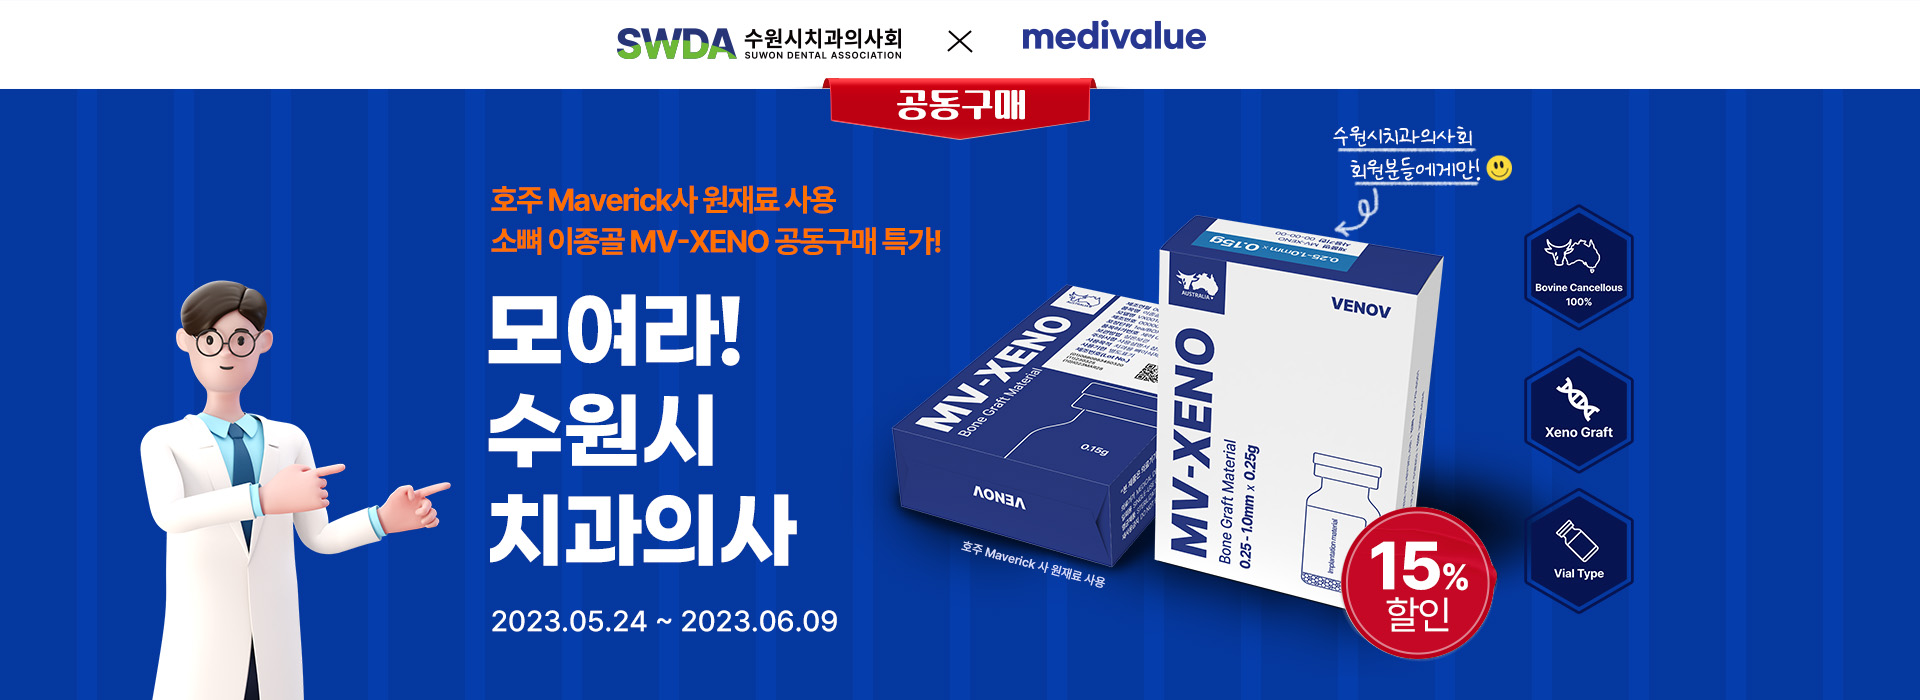 SWDA 수원시치과의사회
SUWON DENTAL ASSOCIATION
medivalue
공동구매
수원시치과의사회
회원분들에게만!
호주 Maverick사 원재료 사용
소뼈 이종골 MV-XENO 공동구매 특가!
모여라!
수원시
치과의사
2023.05.24 ~ 2023.06.09
MV-XENO
Bone Graft Material
0.15g
VENOV
호주 Maverick 사 원재료 사용
0.25-1.0mm x 0.15g
AUSTRALIA
VENOV
MV-XENO
Bone Graft Material
0.25 - 1.0mm x 0.25g
Implantation material
15%
할인
Bovine Cancellous
100%
Xeno Graft
Vial Type